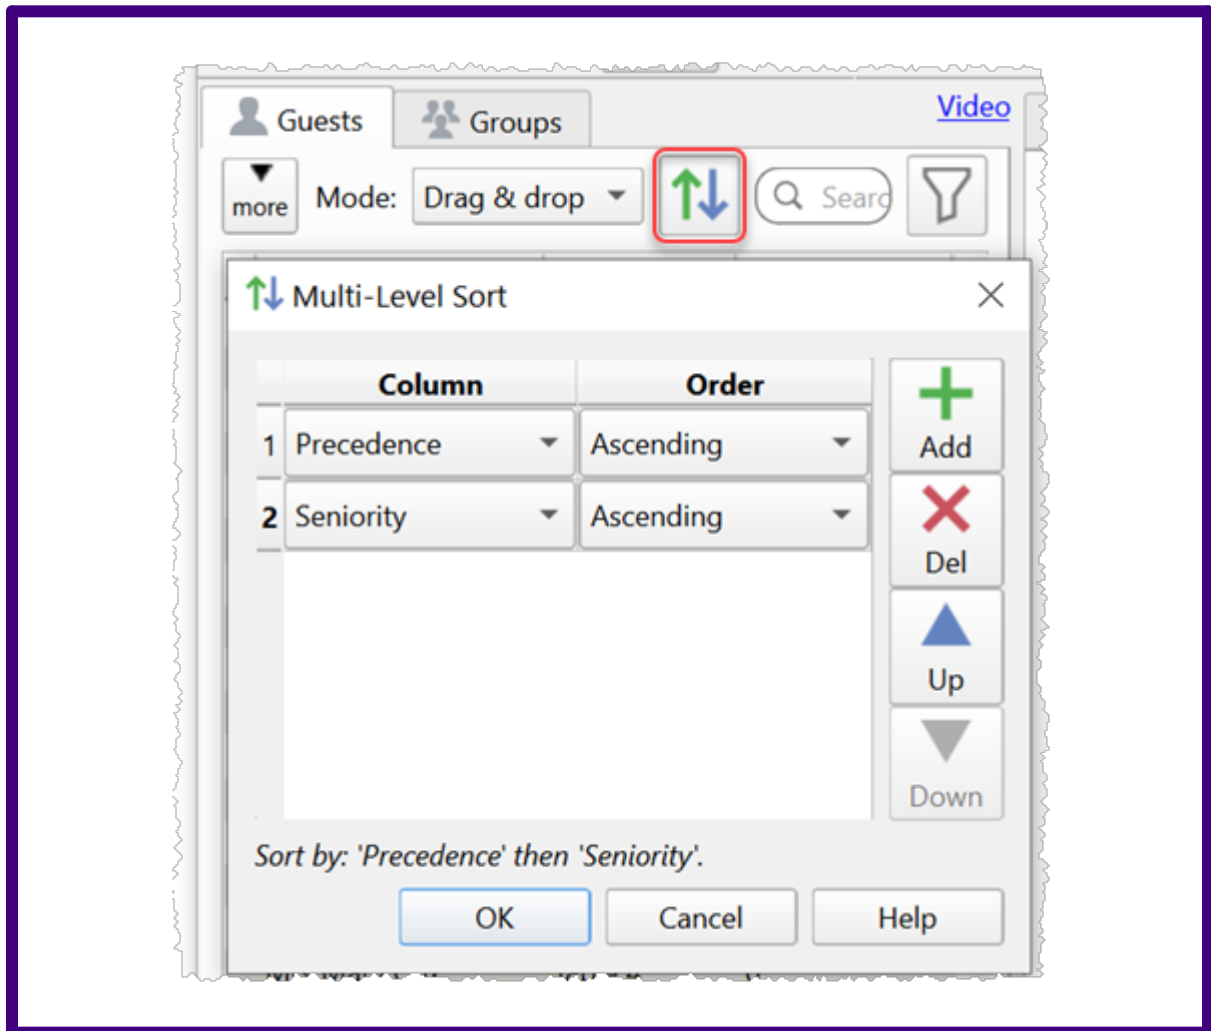 Guests Groups Video
more Mode: Drag & drop Searc
Multi-Level Sort
Column Order
1 Precedence Ascending
2 Seniority Ascending
Add
Del
Up
Down
Sort by: 'Precedence' then 'Seniority'.
OK Cancel Help